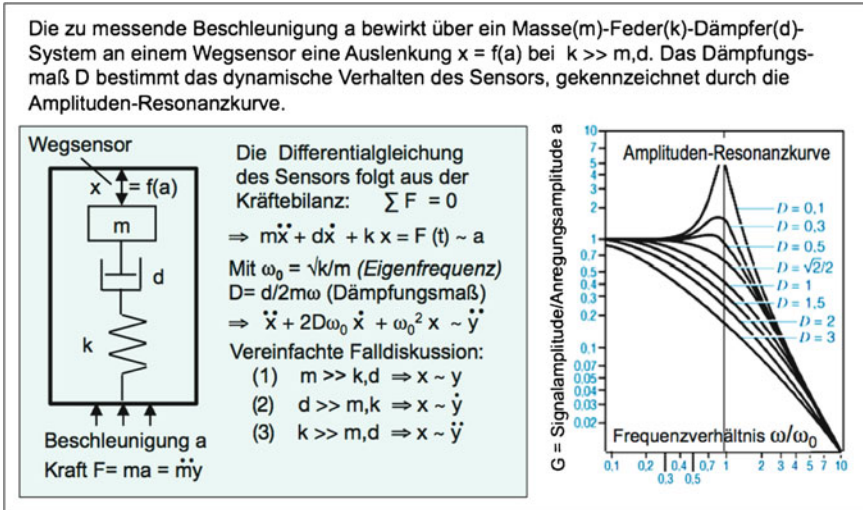 Die zu messende Beschleunigung a bewirkt über ein Masse(m)-Feder(k)-Dämpfer(d)-
System an einem Wegsensor eine Auslenkung x = f(a) bei k >> m,d. Das Dämpfungs-
maß D bestimmt das dynamische Verhalten des Sensors, gekennzeichnet durch die
Amplituden-Resonanzkurve.
Wegsensor
x = f(a)
m
d
k
Beschleunigung a
Kraft F= ma = m̈y
Die Differentialgleichung
des Sensors folgt aus der
Kräftebilanz: ∑ F = 0
⇒ mẍ + dẋ + k x = F (t) ~ a
Mit ω₀ = √k/m (Eigenfrequenz)
D= d/2mω (Dämpfungsmaß)
⇒ ẍ + 2Dω₀ ẋ + ω₀² x ~ ÿ
Vereinfachte Falldiskussion:
(1) m >> k,d ⇒ x ~ y
(2) d >> m,k ⇒ x ~ ẏ
(3) k >> m,d ⇒ x ~ ÿ
G = Signalamplitude/Anregungsamplitude a
10
5
4
3
2
1
0,7
0,5
0,4
0,3
0,2
0,1
0,07
0,05
0,04
0,03
0,02
Amplituden-Resonanzkurve
D = 0,1
D = 0,3
D = 0,5
D = √2/2
D = 1
D = 1,5
D = 2
D = 3
Frequenzverhältnis ω/ω₀
0,1 0,2 0,4 0,7 1 2 3 4 5 7 10
0,3 0,5